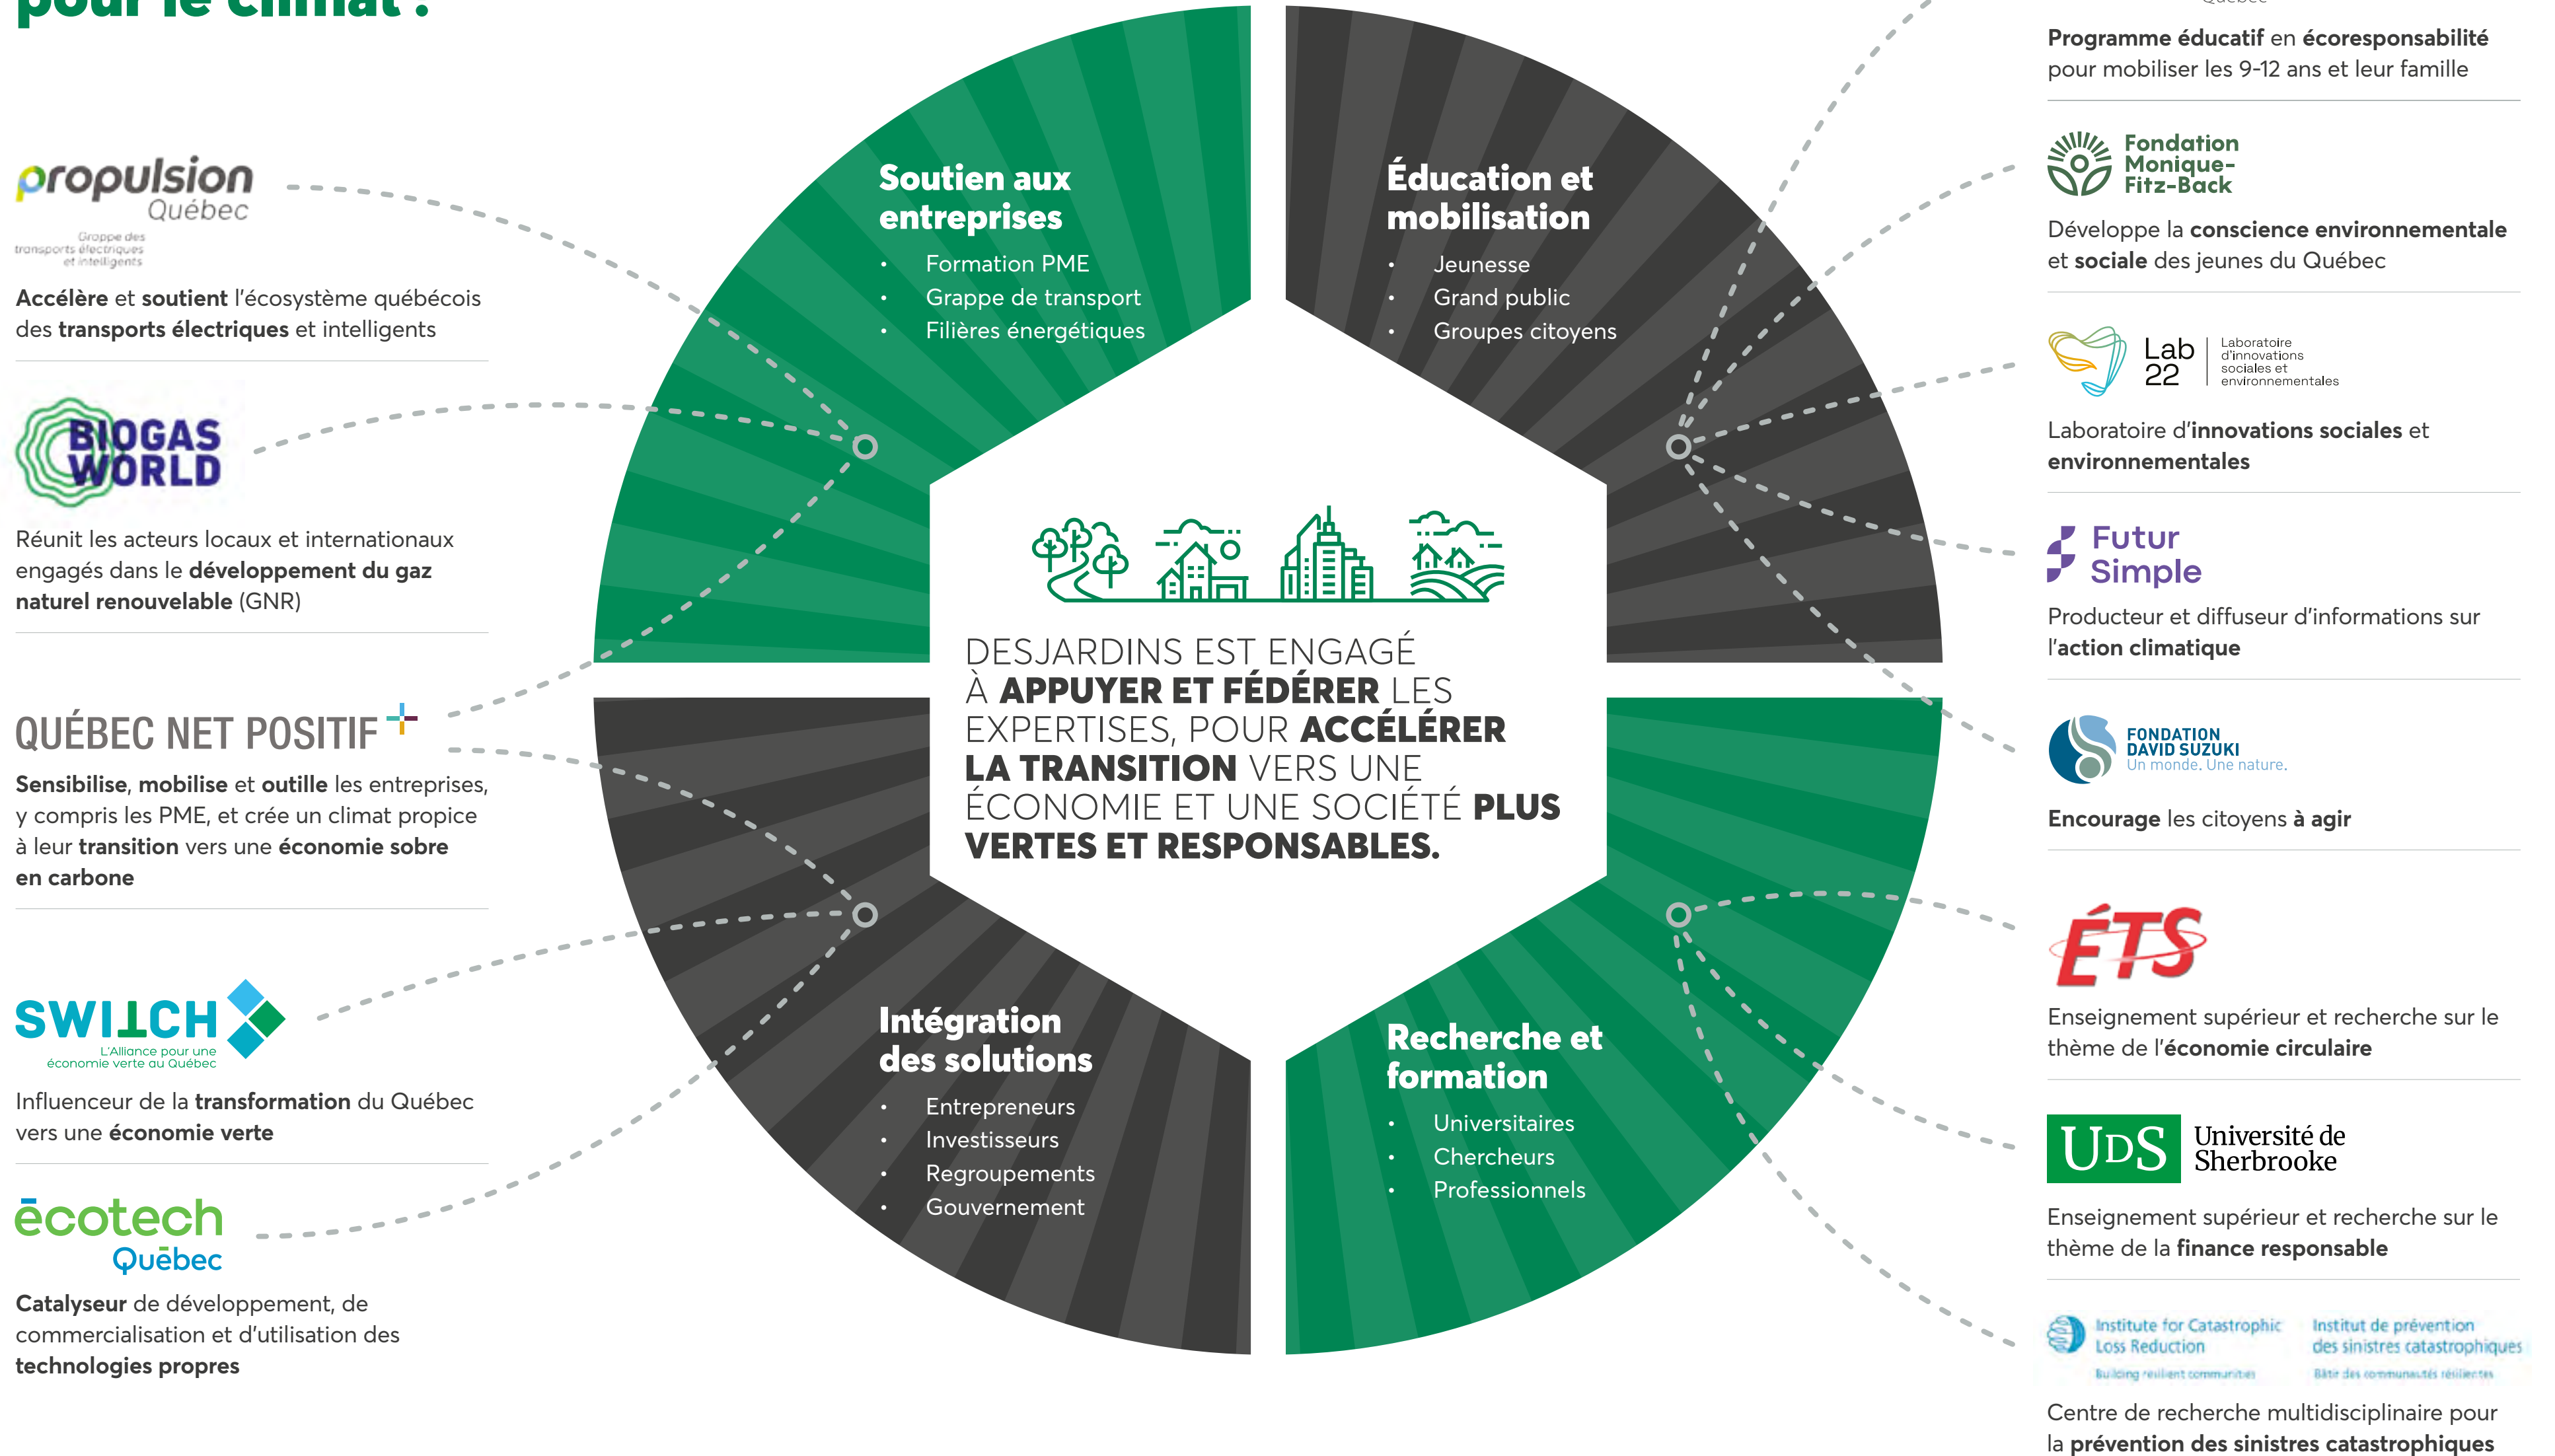 pour le climat :
propulsion
Québec
Grappe des
transports électriques
et intelligents
Accélère et soutient l'écosystème québécois
des transports électriques et intelligents
BIOGAS
WORLD
Réunit les acteurs locaux et internationaux
engagés dans le développement du gaz
naturel renouvelable (GNR)
QUÉBEC NET POSITIF
Sensibilise, mobilise et outille les entreprises,
y compris les PME, et crée un climat propice
à leur transition vers une économie sobre
en carbone
SWITCH
L'Alliance pour une
économie verte au Québec
Influenceur de la transformation du Québec
vers une économie verte
ēcotech
Quēbec
Catalyseur de développement, de
commercialisation et d'utilisation des
technologies propres
Soutien aux
entreprises
• Formation PME
• Grappe de transport
• Filières énergétiques
Éducation et
mobilisation
• Jeunesse
• Grand public
• Groupes citoyens
DESJARDINS EST ENGAGÉ
À APPUYER ET FÉDÉRER LES
EXPERTISES, POUR ACCÉLÉRER
LA TRANSITION VERS UNE
ÉCONOMIE ET UNE SOCIÉTÉ PLUS
VERTES ET RESPONSABLES.
Intégration
des solutions
• Entrepreneurs
• Investisseurs
• Regroupements
• Gouvernement
Recherche et
formation
• Universitaires
• Chercheurs
• Professionnels
Québec
Programme éducatif en écoresponsabilité
pour mobiliser les 9-12 ans et leur famille
Fondation
Monique-
Fitz-Back
Développe la conscience environnementale
et sociale des jeunes du Québec
Lab
22
Laboratoire
d'innovations
sociales et
environnementales
Laboratoire d'innovations sociales et
environnementales
Futur
Simple
Producteur et diffuseur d'informations sur
l'action climatique
FONDATION
DAVID SUZUKI
Un monde. Une nature.
Encourage les citoyens à agir
ÉTS
Enseignement supérieur et recherche sur le
thème de l'économie circulaire
UDS
Université de
Sherbrooke
Enseignement supérieur et recherche sur le
thème de la finance responsable
Institute for Catastrophic
Loss Reduction
Building resilient communities
Institut de prévention
des sinistres catastrophiques
Bâtir des communautés résilientes
Centre de recherche multidisciplinaire pour
la prévention des sinistres catastrophiques